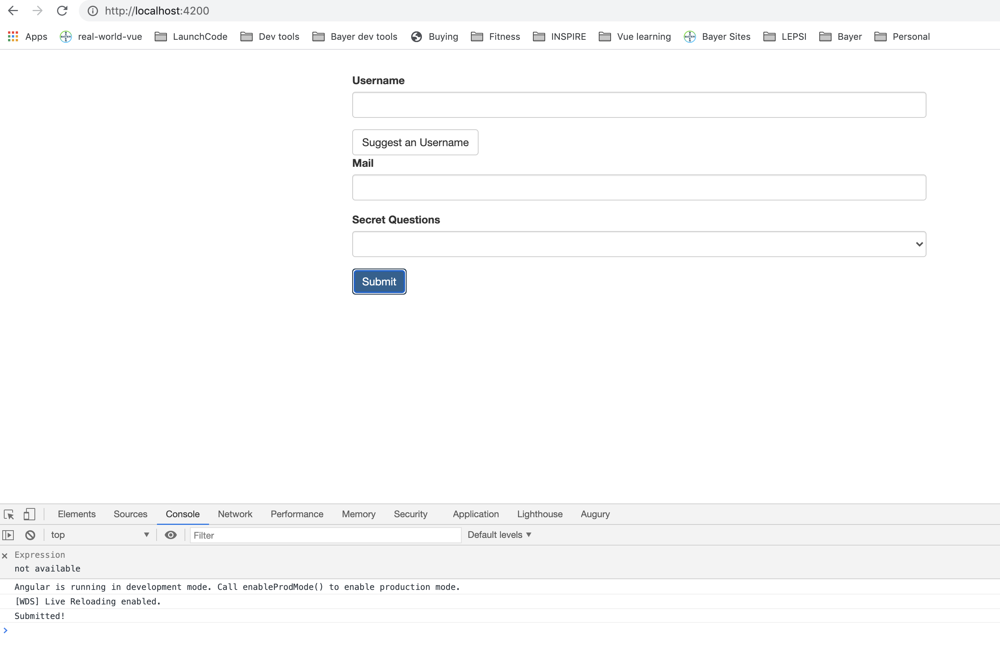 http://localhost:4200
Apps real-world-vue LaunchCode Dev tools Bayer dev tools Buying Fitness INSPIRE Vue learning Bayer Sites LEPSI Bayer Personal
Username
Suggest an Username
Mail
Secret Questions
Submit
Elements Sources Console Network Performance Memory Security Application Lighthouse Augury
top Filter Default levels
Expression
not available
Angular is running in development mode. Call enableProdMode() to enable production mode.
[WDS] Live Reloading enabled.
Submitted!